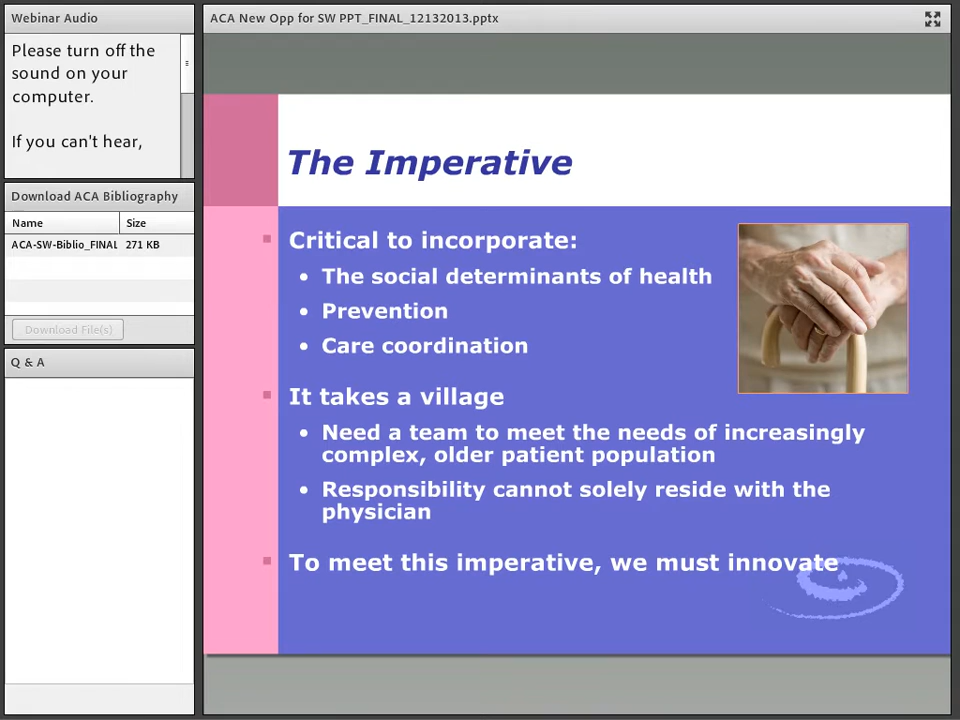 Webinar Audio
Please turn off the
sound on your
computer.
If you can't hear,
Download ACA Bibliography
Name Size
ACA-SW-Biblio_FINAL 271 KB
Download File(s)
Q & A
ACA New Opp for SW PPT_FINAL_12132013.pptx
The Imperative
Critical to incorporate:
• The social determinants of health
• Prevention
• Care coordination
It takes a village
• Need a team to meet the needs of increasingly
complex, older patient population
• Responsibility cannot solely reside with the
physician
To meet this imperative, we must innovate